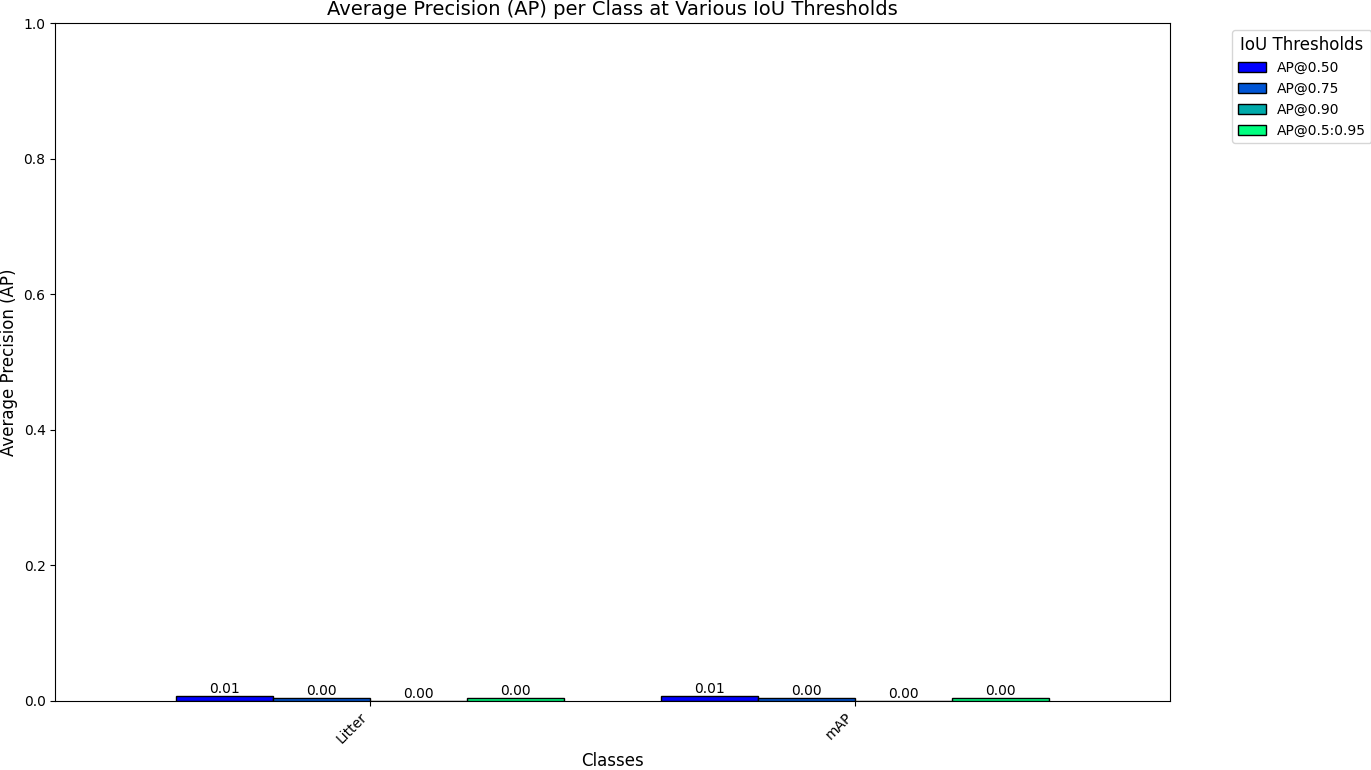 Average Precision (AP) per Class at Various IoU Thresholds
IoU Thresholds
AP@0.50
AP@0.75
AP@0.90
AP@0.5:0.95
Average Precision (AP)
1.0
0.8
0.6
0.4
0.2
0.0
0.01 0.00 0.00 0.00 0.01 0.00 0.00 0.00
Litter mAP
Classes